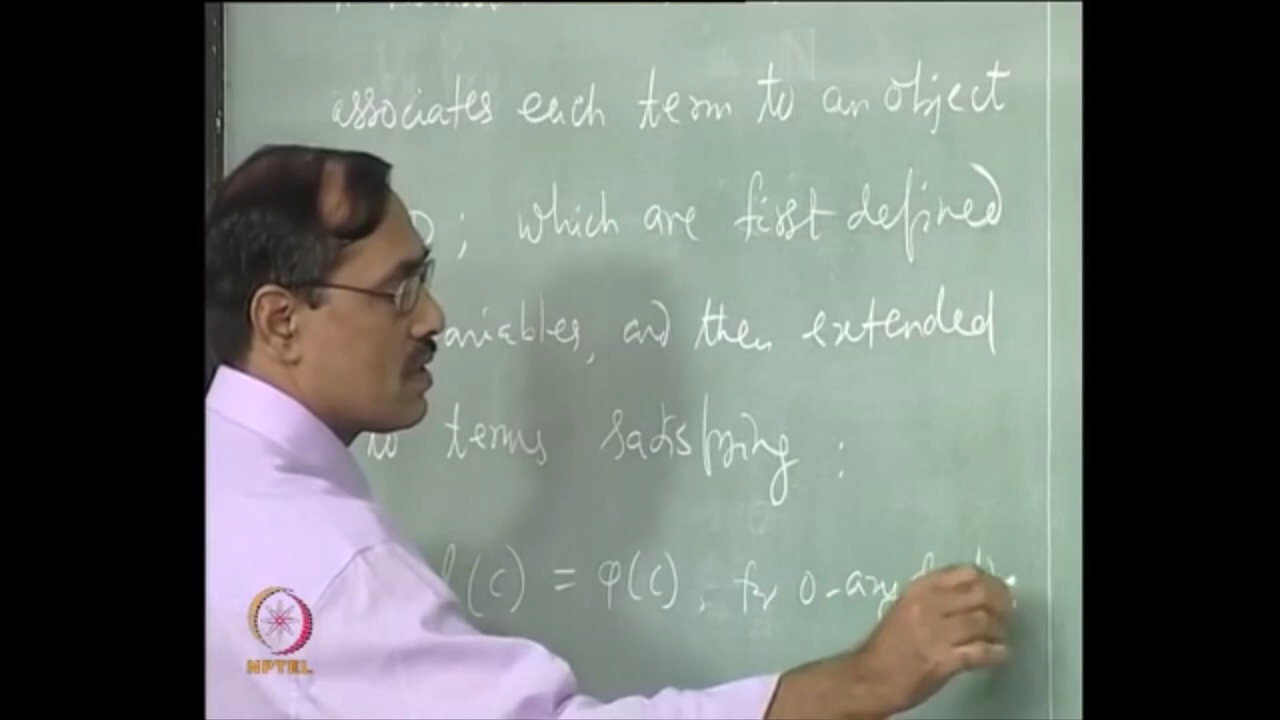 associates each term to an object
; which are first defined
variables, and then extended
to terms satisfying :
l(c) = φ(c), for 0-ary
NPTEL